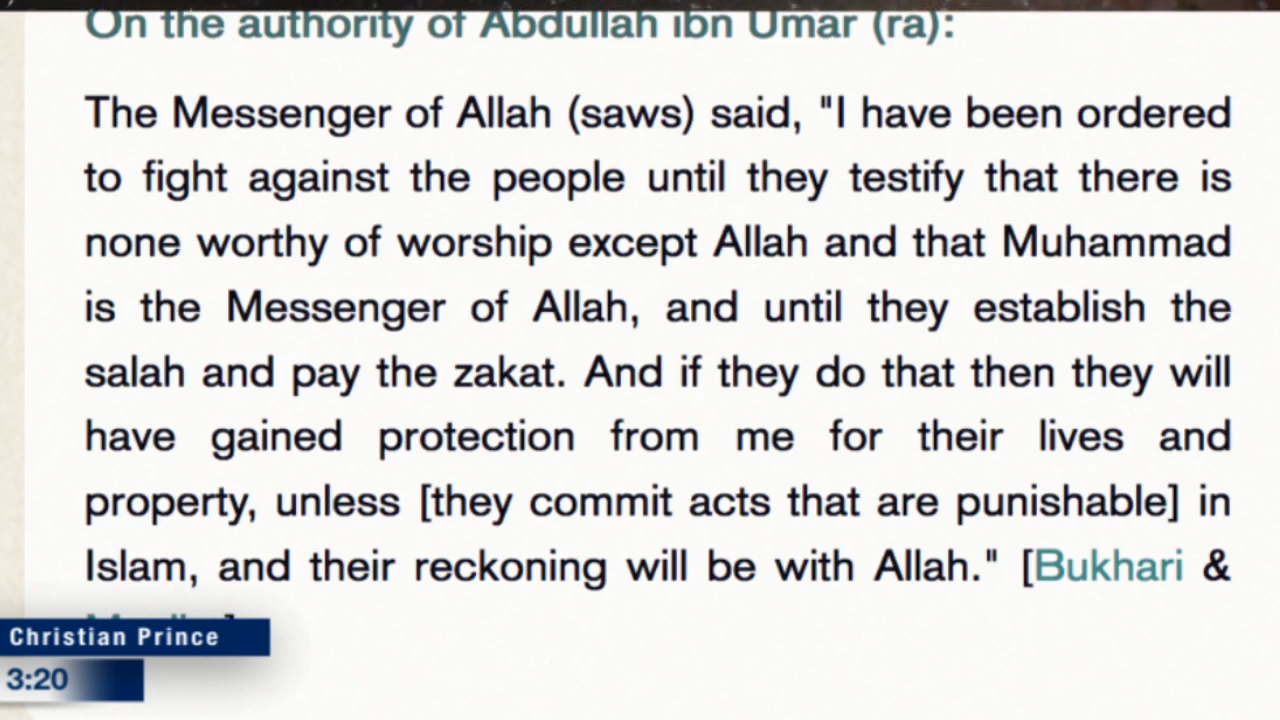 On the authority of Abdullah ibn Umar (ra):
The Messenger of Allah (saws) said, "I have been ordered
to fight against the people until they testify that there is
none worthy of worship except Allah and that Muhammad
is the Messenger of Allah, and until they establish the
salah and pay the zakat. And if they do that then they will
have gained protection from me for their lives and
property, unless [they commit acts that are punishable] in
Islam, and their reckoning will be with Allah." [Bukhari &
Christian Prince
3:20